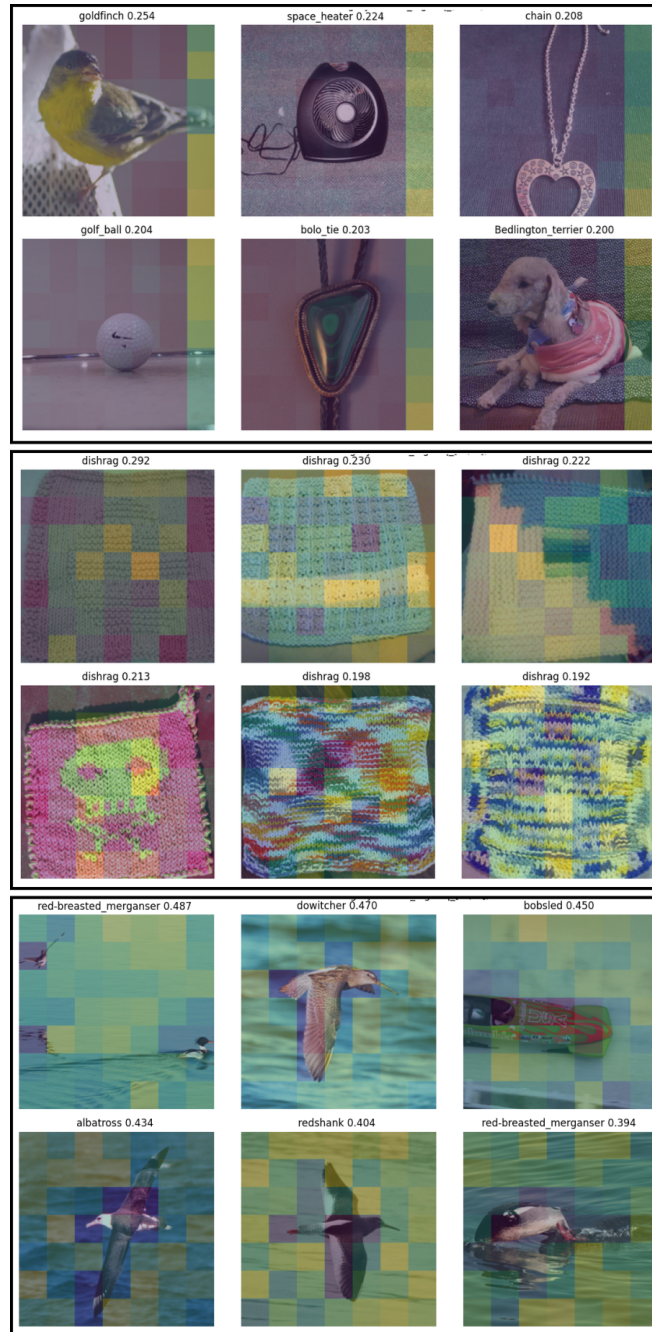 goldfinch 0.254 space_heater 0.224 chain 0.208
golf_ball 0.204 bolo_tie 0.203 Bedlington_terrier 0.200
dishrag 0.292 dishrag 0.230 dishrag 0.222
dishrag 0.213 dishrag 0.198 dishrag 0.192
red-breasted_merganser 0.487 dowitcher 0.470 bobsled 0.450
albatross 0.434 redshank 0.404 red-breasted_merganser 0.394